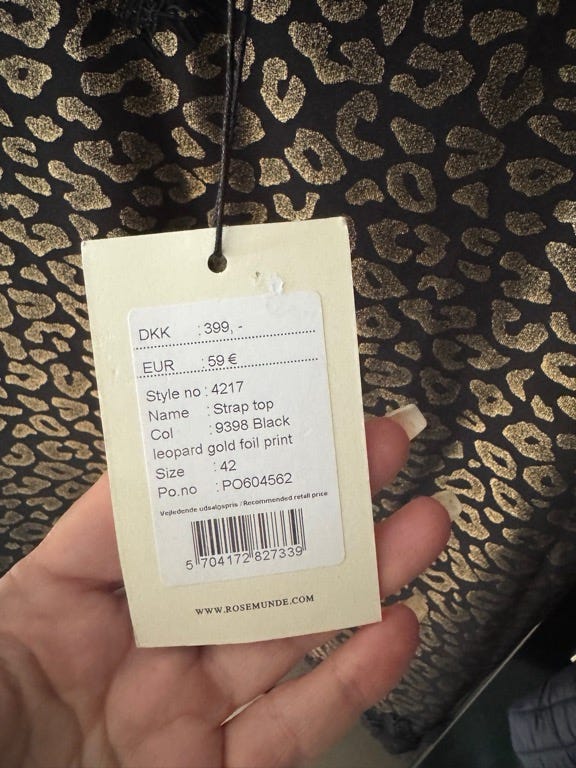 DKK : 399, -
EUR : 59 €
Style no : 4217
Name : Strap top
Col : 9398 Black
leopard gold foil print
Size : 42
Po.no : PO604562
Vejledende udsalgspris / Recommended retail price
5 704172 827339
WWW.ROSEMUNDE.COM